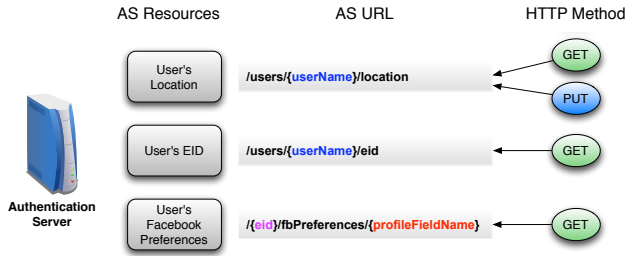 AS Resources AS URL HTTP Method
GET
User's
Location
/users/{userName}/location
PUT
User's EID
/users/{userName}/eid
GET
Authentication
Server
User's
Facebook
Preferences
/{eid}/fbPreferences/{profileFieldName}
GET